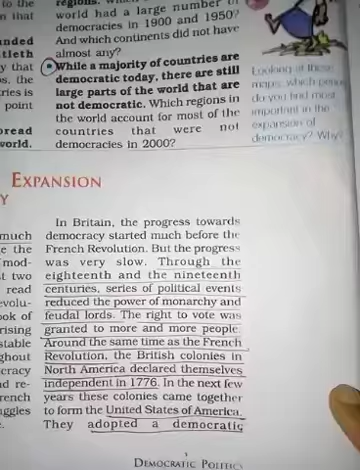 to the
n that
anded
tieth
y that
os, the
tries is
point
pread
world.
world had a large number of
democracies in 1900 and 1950?
And which continents did not have
almost any?
While a majority of countries are
democratic today, there are still
large parts of the world that are
not democratic. Which regions in
the world account for most of the
countries that were not
democracies in 2000?
Looking at these
maps, which period
do you find most
important in the
expansion of
democracy? Why?
EXPANSION
Y
much
e the
mod-
t two
read
evolu-
ook of
rising
stable
ghout
cracy
d re-
rench
uggles
In Britain, the progress towards
democracy started much before the
French Revolution. But the progress
was very slow. Through the
eighteenth and the nineteenth
centuries, series of political events
reduced the power of monarchy and
feudal lords. The right to vote was
granted to more and more people.
Around the same time as the French
Revolution, the British colonies in
North America declared themselves
independent in 1776. In the next few
years these colonies came together
to form the United States of America.
They adopted a democratic
DEMOCRATIC POLITICS